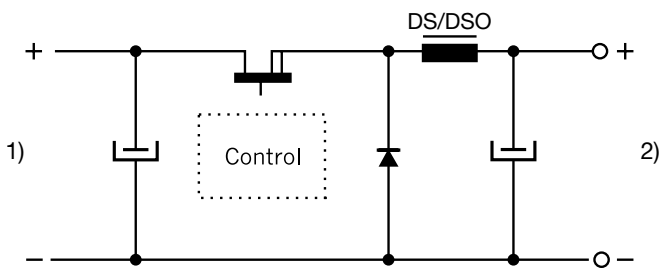 DS/DSO
+ +
1) Control 2)
− −